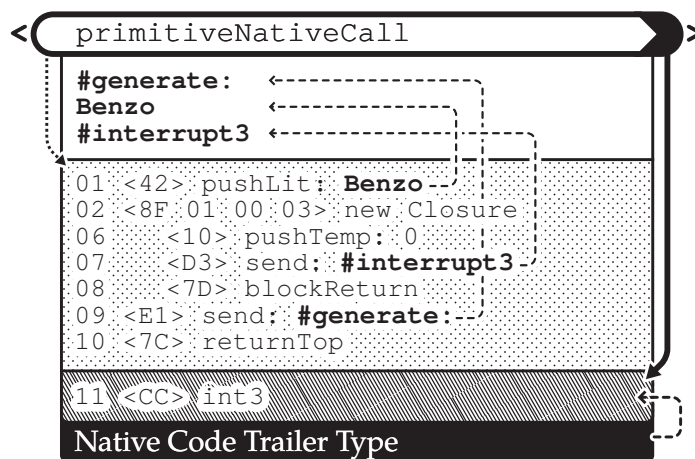 primitiveNativeCall
#generate:
Benzo
#interrupt3
01 <42> pushLit: Benzo
02 <8F 01 00 03> new Closure
06 <10> pushTemp: 0
07 <D3> send: #interrupt3
08 <7D> blockReturn
09 <E1> send: #generate:
10 <7C> returnTop
11 <CC> int3
Native Code Trailer Type